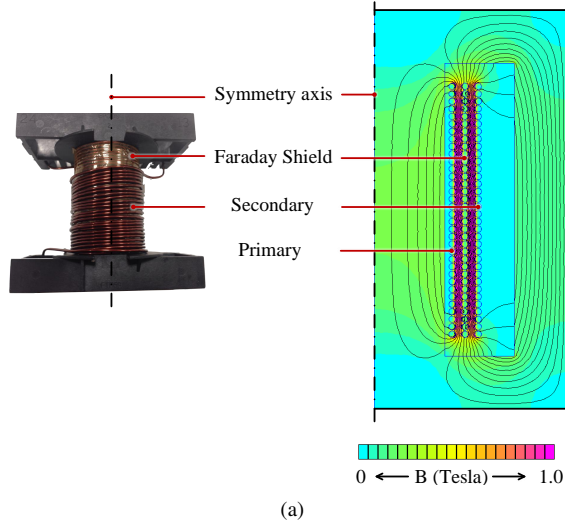 Symmetry axis
Faraday Shield
Secondary
Primary
0 ← B (Tesla) → 1.0
(a)